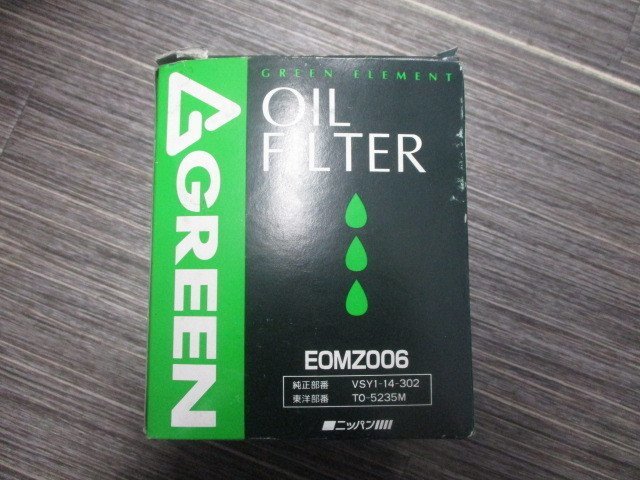 GREEN
GREEN ELEMENT
OIL
FILTER
EOMZ006
純正部番 VSY1-14-302
東洋部番 TO-5235M
ニッパン